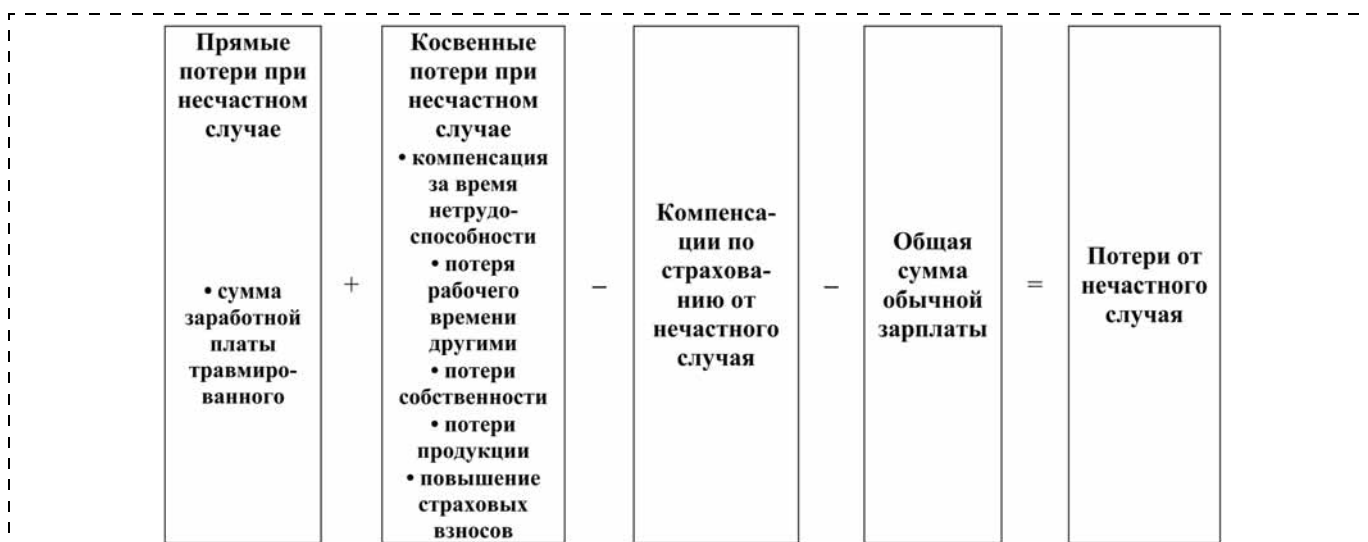 Прямые
потери при
несчастном
случае
• сумма
заработной
платы
травмиро-
ванного
+
Косвенные
потери при
несчастном
случае
• компенсация
за время
нетрудо-
способности
• потеря
рабочего
времени
другими
• потери
собственности
• потери
продукции
• повышение
страховых
взносов
–
Компенса-
ции по
страхова-
нию от
нечастного
случая
–
Общая
сумма
обычной
зарплаты
=
Потери от
нечастного
случая